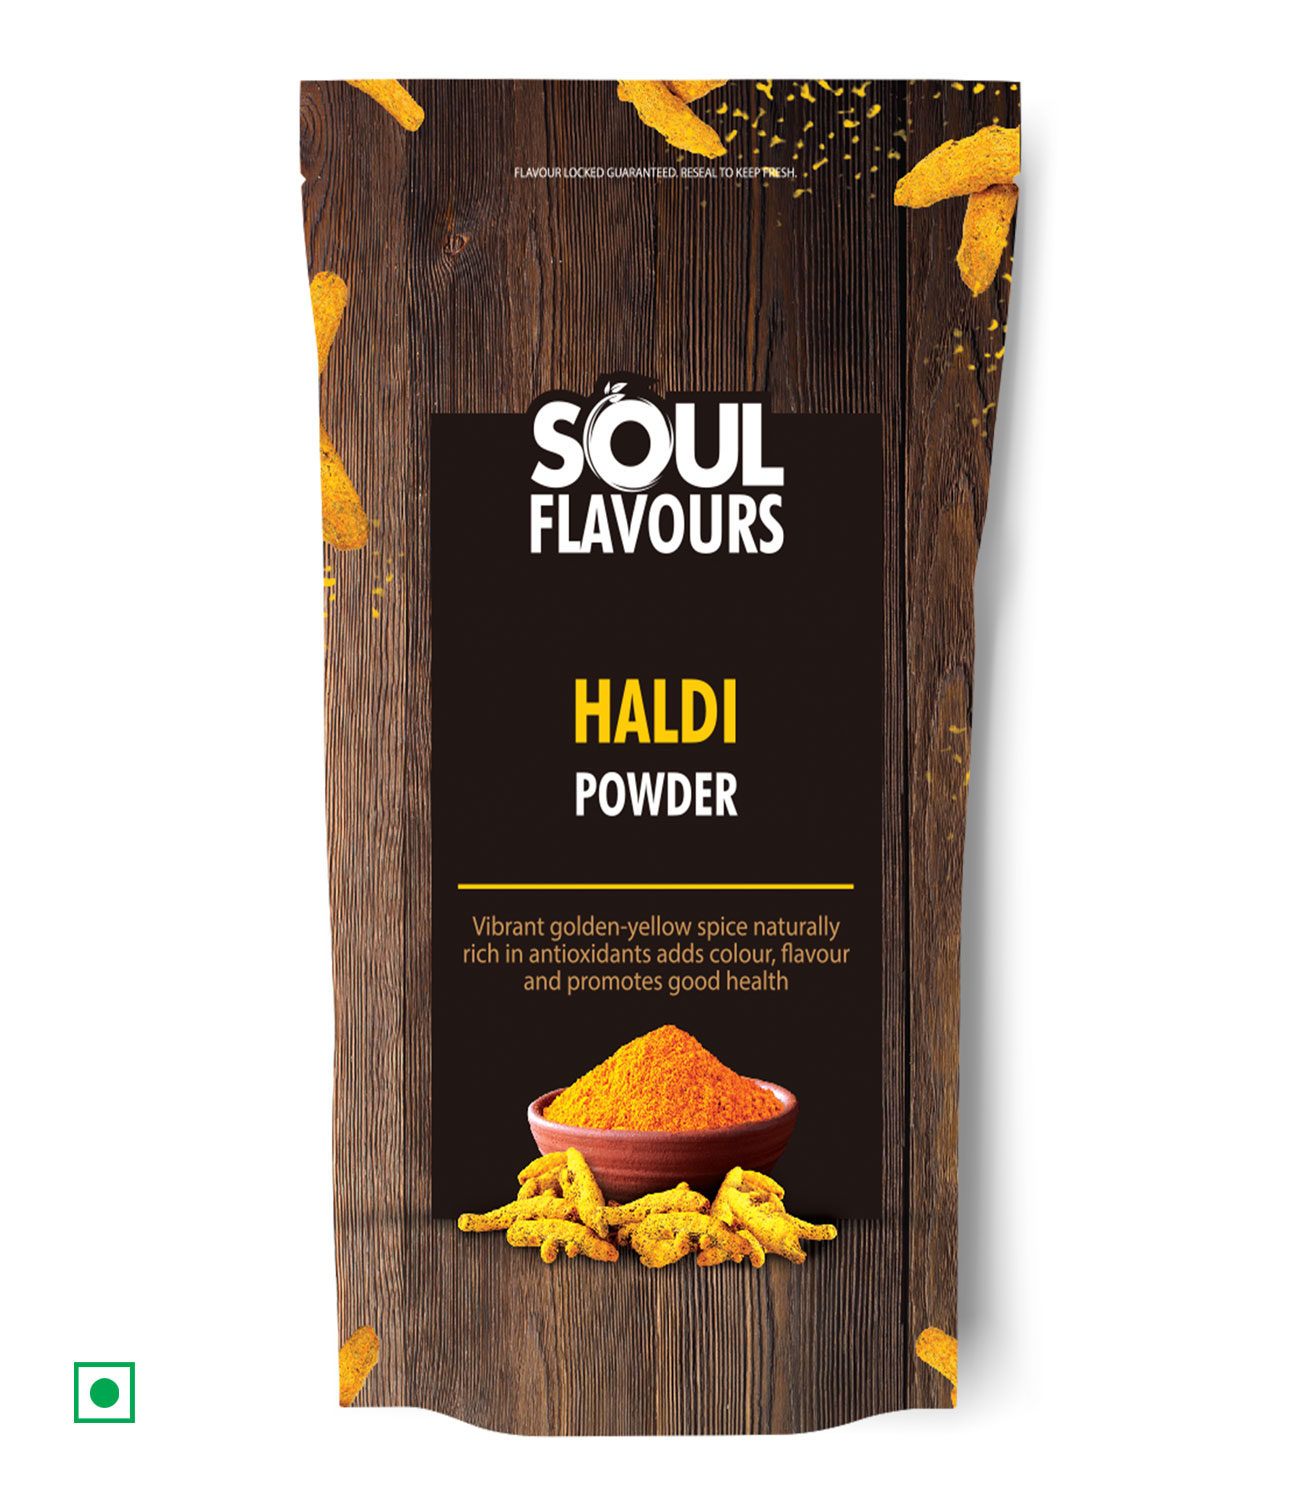 FLAVOUR LOCKED GUARANTEED. RESEAL TO KEEP FRESH.
SOUL
FLAVOURS
HALDI
POWDER
Vibrant golden-yellow spice naturally
rich in antioxidants adds colour, flavour
and promotes good health